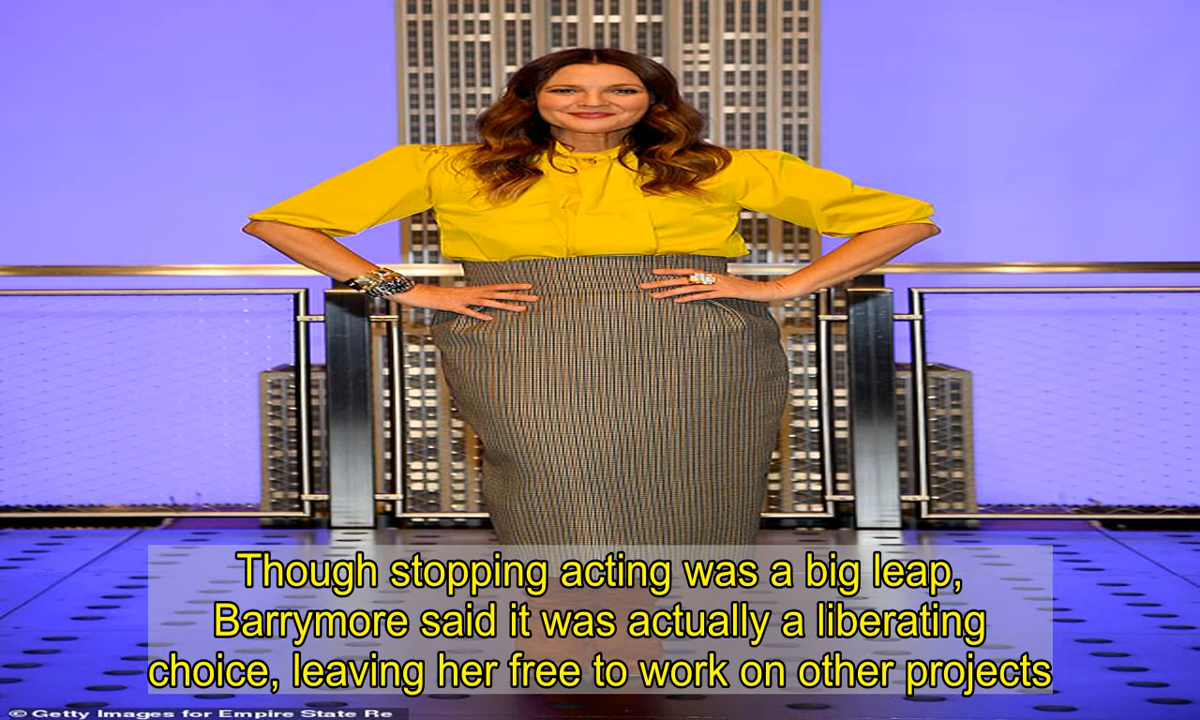 Though stopping acting was a big leap,
Barrymore said it was actually a liberating
choice, leaving her free to work on other projects
© Getty Images for Empire State Re